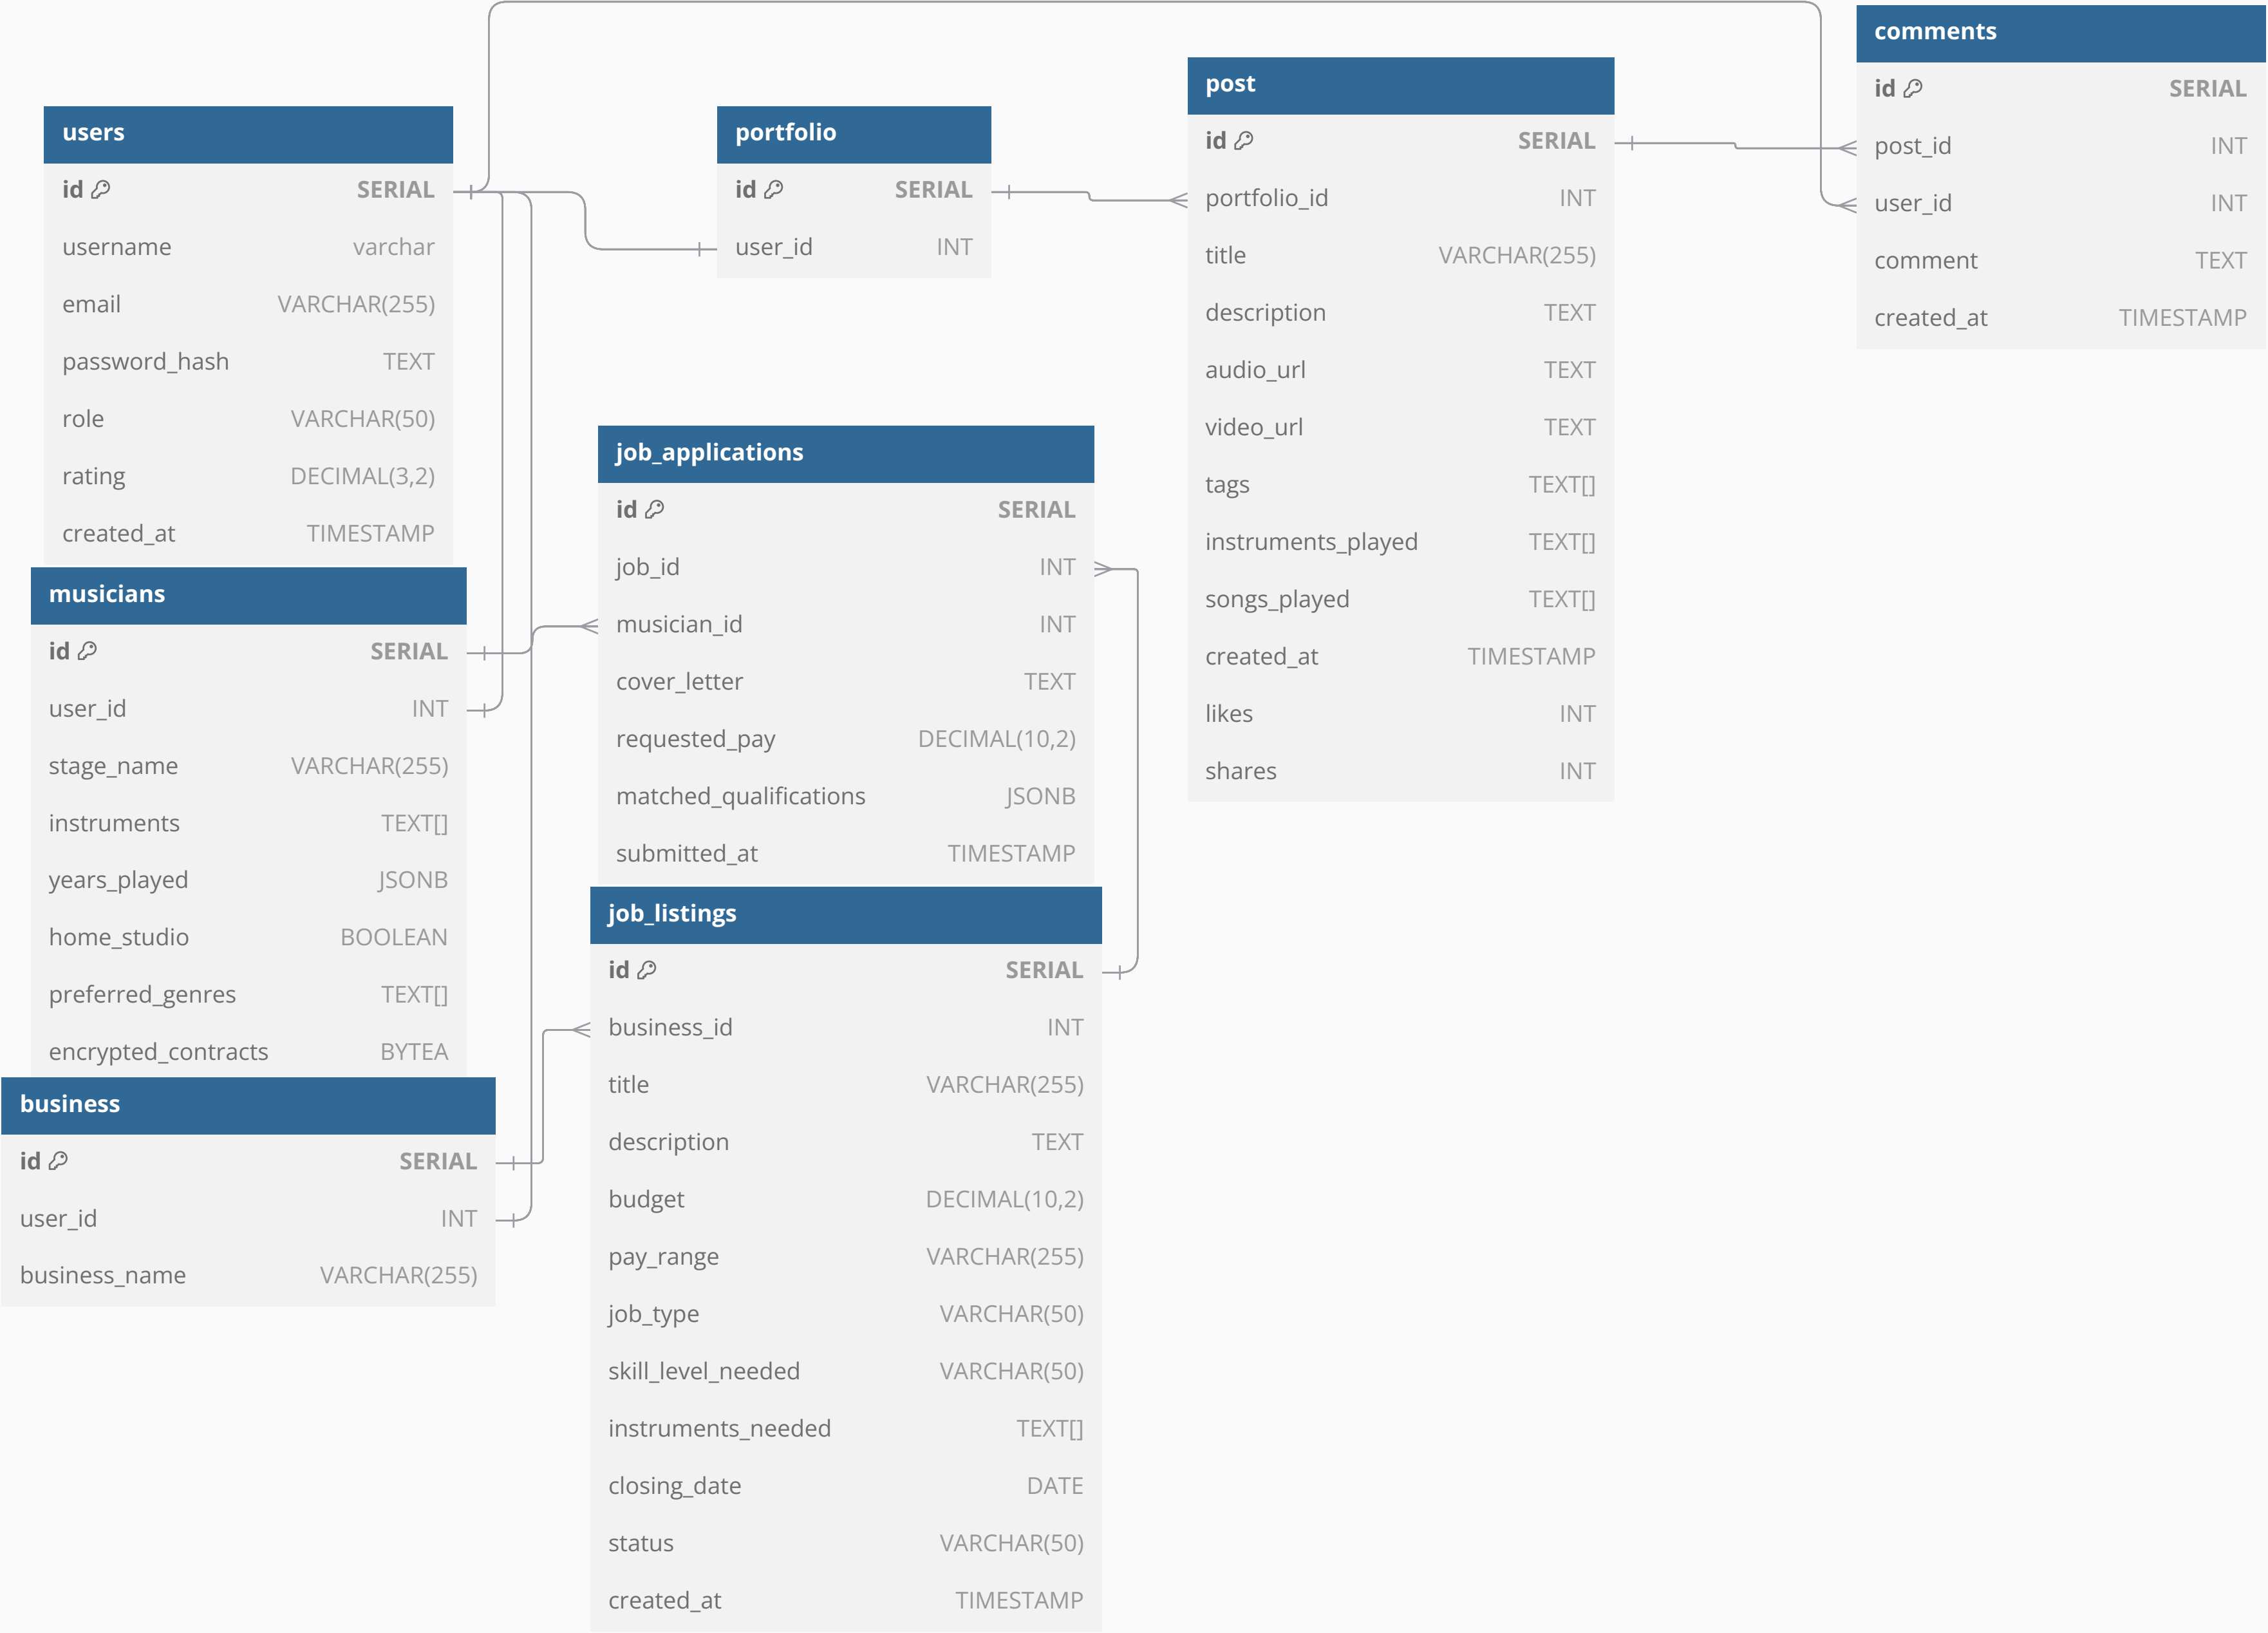 users
id SERIAL
username varchar
email VARCHAR(255)
password_hash TEXT
role VARCHAR(50)
rating DECIMAL(3,2)
created_at TIMESTAMP
musicians
id SERIAL
user_id INT
stage_name VARCHAR(255)
instruments TEXT[]
years_played JSONB
home_studio BOOLEAN
preferred_genres TEXT[]
encrypted_contracts BYTEA
business
id SERIAL
user_id INT
business_name VARCHAR(255)
portfolio
id SERIAL
user_id INT
job_applications
id SERIAL
job_id INT
musician_id INT
cover_letter TEXT
requested_pay DECIMAL(10,2)
matched_qualifications JSONB
submitted_at TIMESTAMP
job_listings
id SERIAL
business_id INT
title VARCHAR(255)
description TEXT
budget DECIMAL(10,2)
pay_range VARCHAR(255)
job_type VARCHAR(50)
skill_level_needed VARCHAR(50)
instruments_needed TEXT[]
closing_date DATE
status VARCHAR(50)
created_at TIMESTAMP
post
id SERIAL
portfolio_id INT
title VARCHAR(255)
description TEXT
audio_url TEXT
video_url TEXT
tags TEXT[]
instruments_played TEXT[]
songs_played TEXT[]
created_at TIMESTAMP
likes INT
shares INT
comments
id SERIAL
post_id INT
user_id INT
comment TEXT
created_at TIMESTAMP